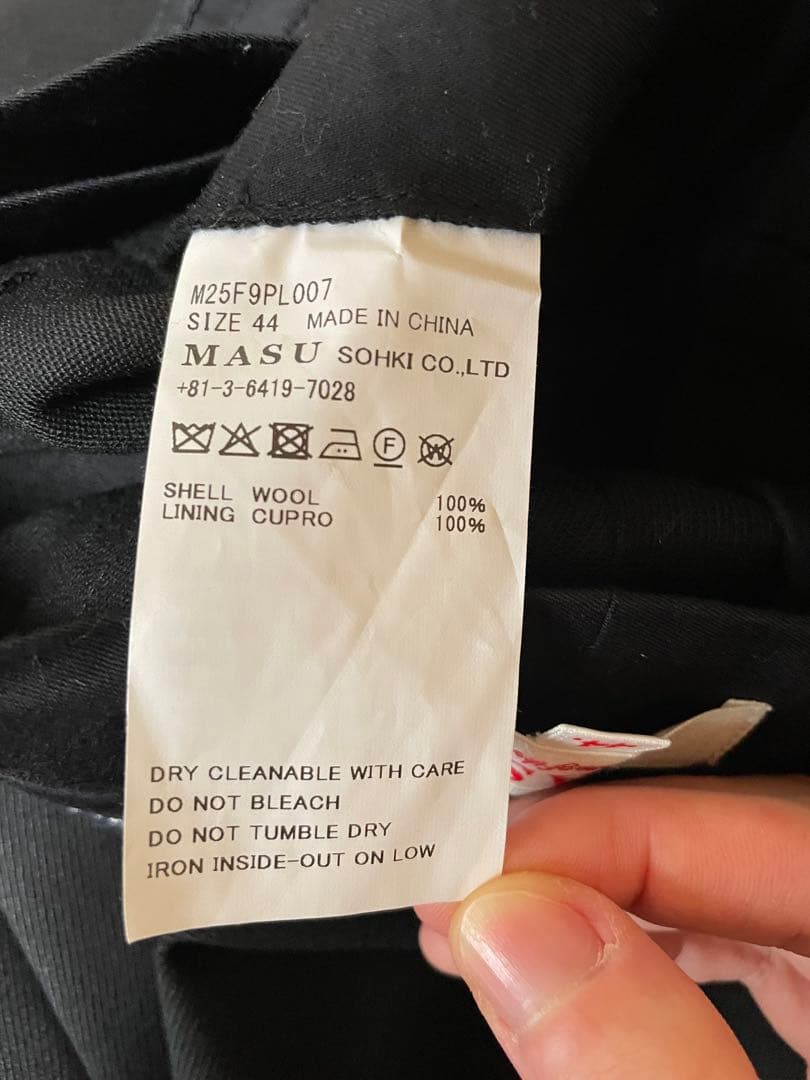 M25F9PL007
SIZE 44 MADE IN CHINA
MASU SOHKI CO.,LTD
+81-3-6419-7028
F W
SHELL WOOL 100%
LINING CUPRO 100%
DRY CLEANABLE WITH CARE
DO NOT BLEACH
DO NOT TUMBLE DRY
IRON INSIDE-OUT ON LOW